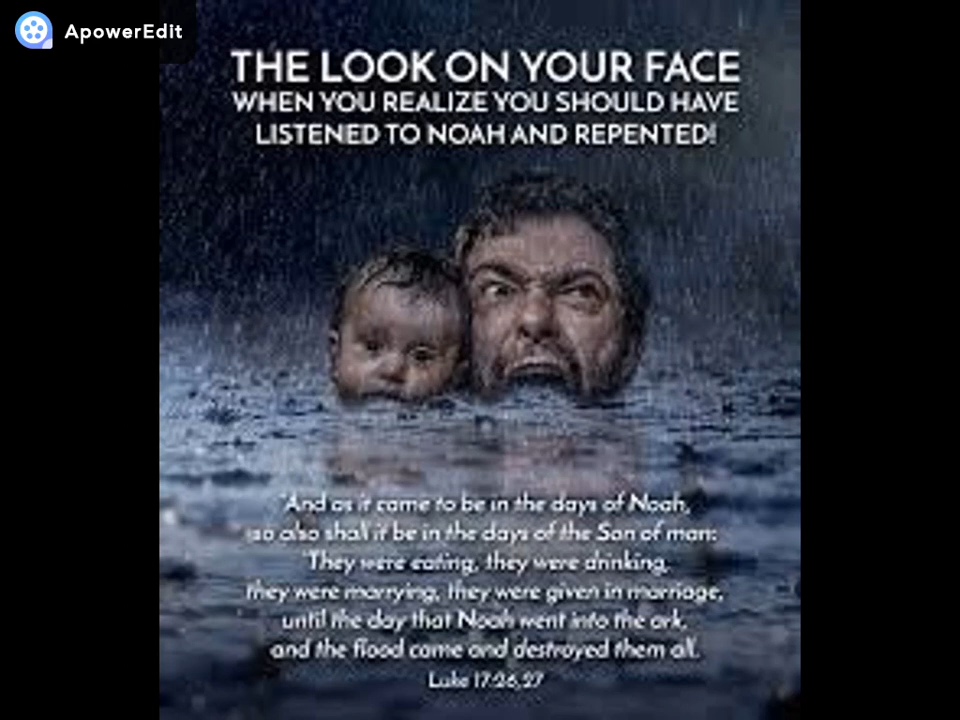 ApowerEdit
THE LOOK ON YOUR FACE
WHEN YOU REALIZE YOU SHOULD HAVE
LISTENED TO NOAH AND REPENTED!
"And as it came to be in the days of Noah,
so also shall it be in the days of the Son of man:
"They were eating, they were drinking,
they were marrying, they were given in marriage,
until the day that Noah went into the ark,
and the flood came and destroyed them all.
Luke 17:26,27